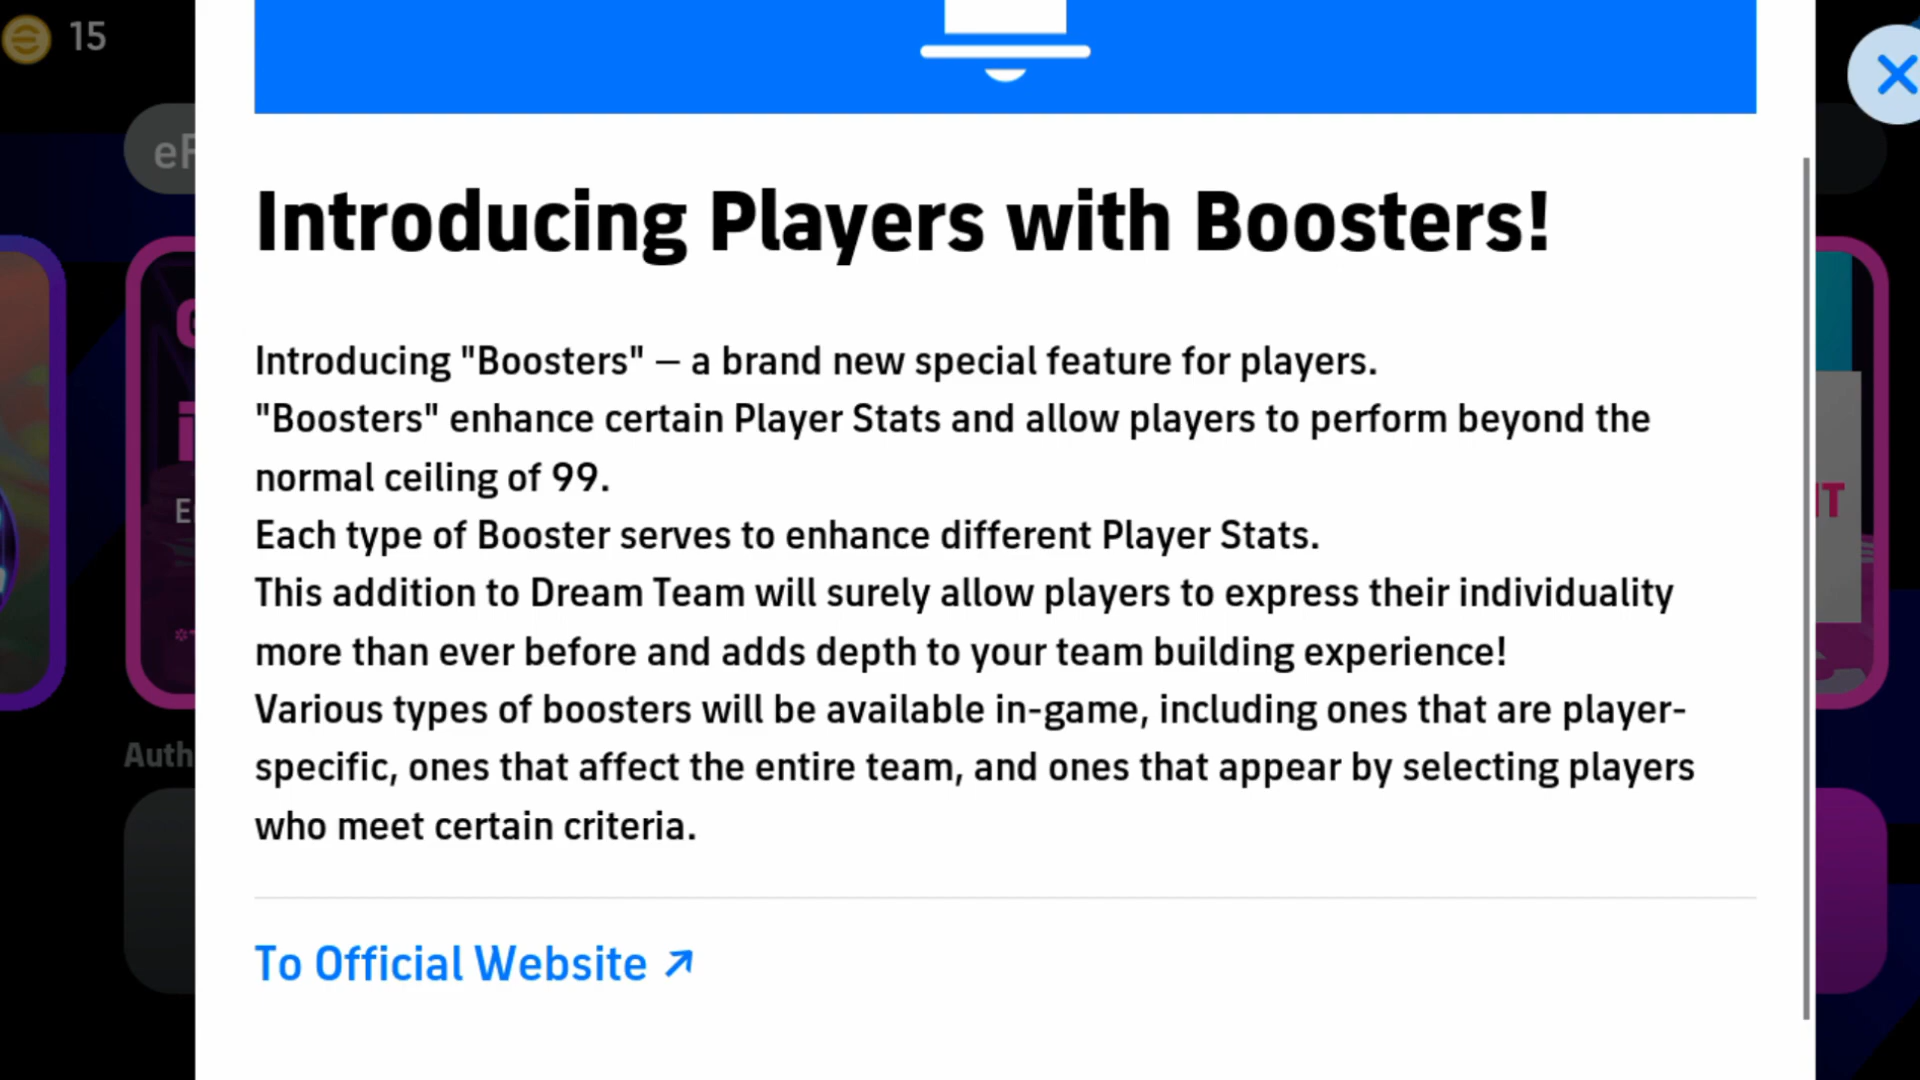 15
eF
Introducing Players with Boosters!
Introducing "Boosters" – a brand new special feature for players.
"Boosters" enhance certain Player Stats and allow players to perform beyond the
normal ceiling of 99.
Each type of Booster serves to enhance different Player Stats.
This addition to Dream Team will surely allow players to express their individuality
more than ever before and adds depth to your team building experience!
Various types of boosters will be available in-game, including ones that are player-
specific, ones that affect the entire team, and ones that appear by selecting players
who meet certain criteria.
Auth
To Official Website ↗